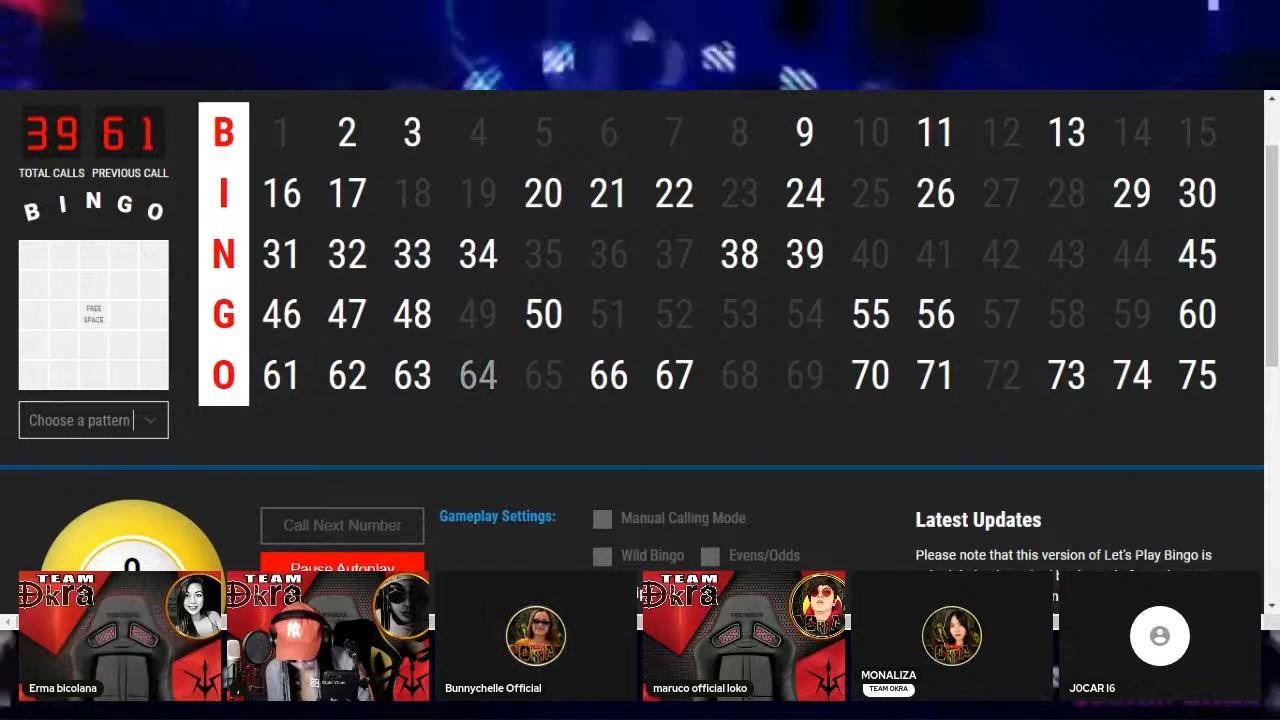 39 61
TOTAL CALLS PREVIOUS CALL
B I N G O
FREE
SPACE
Choose a pattern
B 1 2 3 4 5 6 7 8 9 10 11 12 13 14 15
I 16 17 18 19 20 21 22 23 24 25 26 27 28 29 30
N 31 32 33 34 35 36 37 38 39 40 41 42 43 44 45
G 46 47 48 49 50 51 52 53 54 55 56 57 58 59 60
O 61 62 63 64 65 66 67 68 69 70 71 72 73 74 75
Call Next Number
Pause Autoplay
Gameplay Settings:
Manual Calling Mode
Wild Bingo Evens/Odds
Latest Updates
Please note that this version of Let's Play Bingo is
TEAM
Okra
Erma bicolana
TEAM
Okra
Bunnychelle Official
TEAM
Okra
maruco official loko
MONALIZA
TEAM OKRA
J0CAR I6